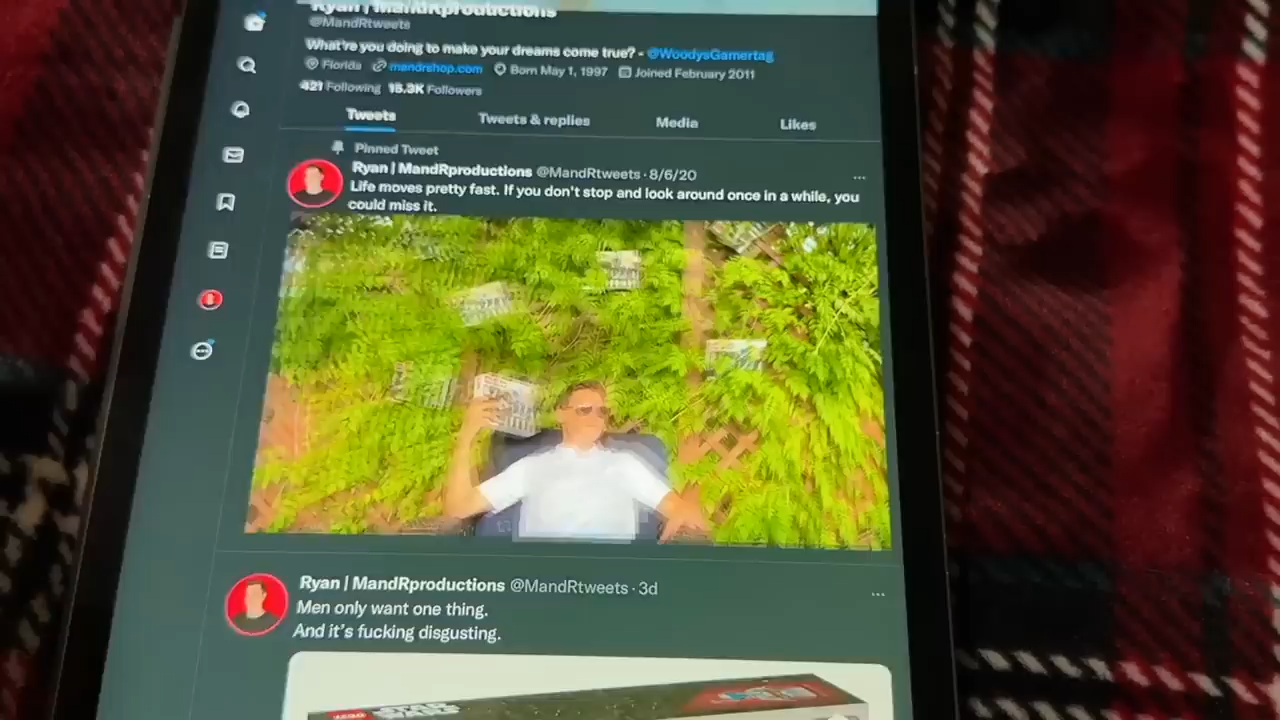 Ryan | MandRproductions
@MandRtweets
What're you doing to make your dreams come true? - @WoodysGamertag
Florida mandrshop.com Born May 1, 1997 Joined February 2011
421 Following 15.3K Followers
Tweets Tweets & replies Media Likes
Pinned Tweet
Ryan | MandRproductions @MandRtweets · 8/6/20 ...
Life moves pretty fast. If you don't stop and look around once in a while, you
could miss it.
Ryan | MandRproductions @MandRtweets · 3d ...
Men only want one thing.
And it's fucking disgusting.
LEGO STAR WARS